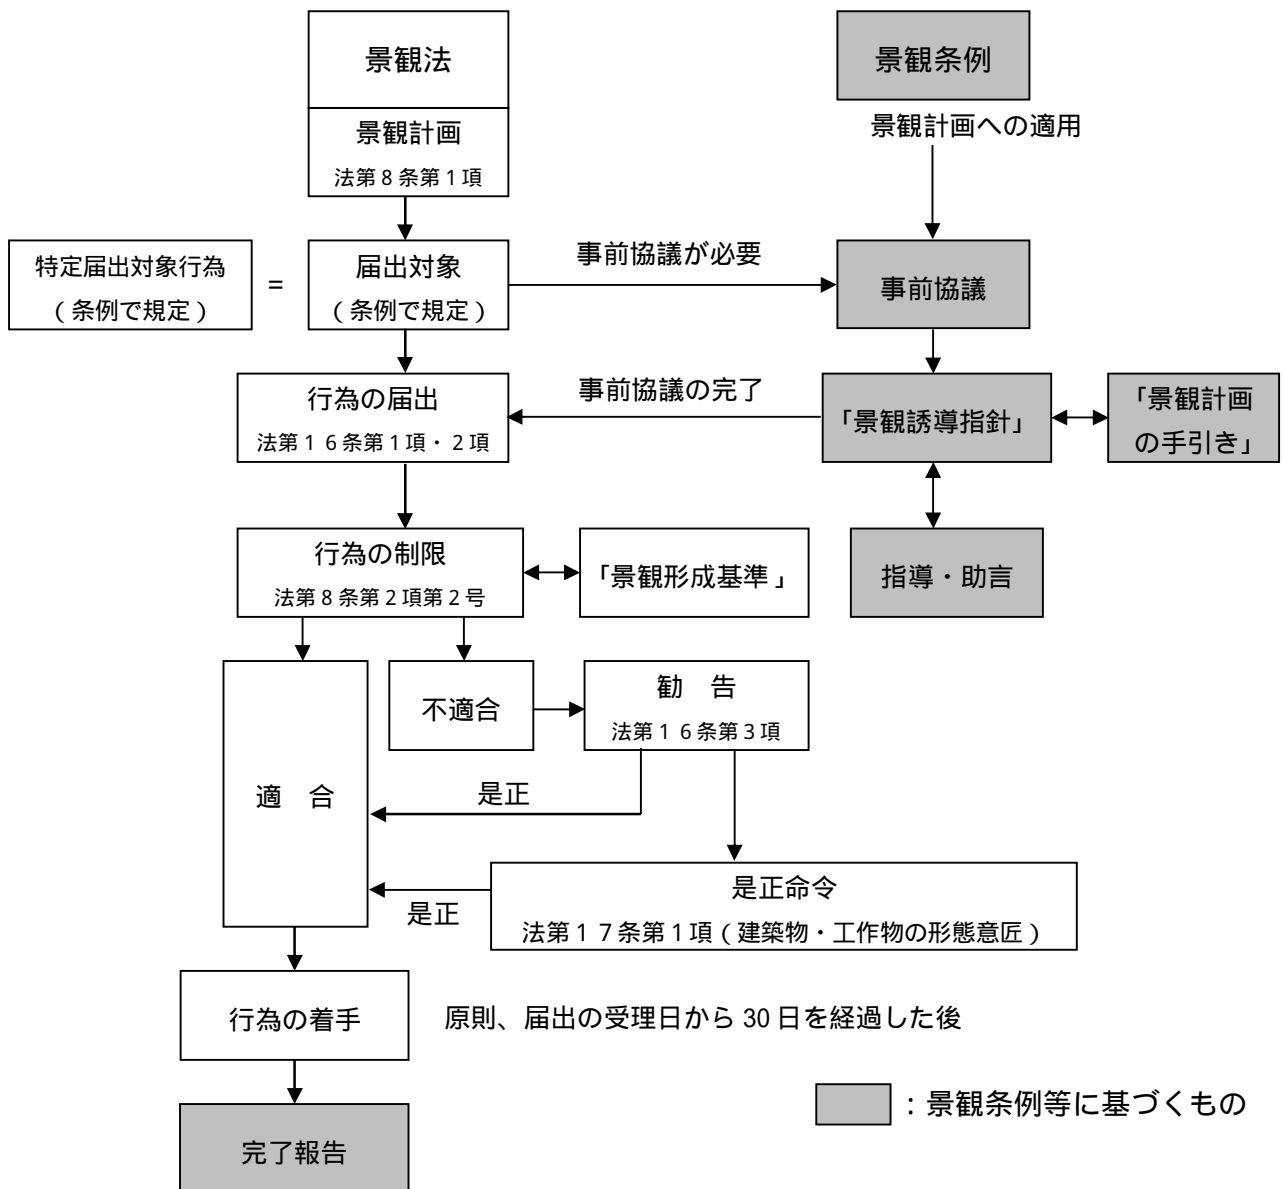 景観法
景観条例
景観計画
法第８条第１項
景観計画への適用
特定届出対象行為
（条例で規定）
=
届出対象
（条例で規定）
事前協議が必要
事前協議
行為の届出
法第１６条第１項・２項
事前協議の完了
「景観誘導指針」
「景観計画
の手引き」
行為の制限
法第８条第２項第２号
「景観形成基準」
指導・助言
適　合
不適合
勧　告
法第１６条第３項
是正
是正命令
法第１７条第１項（建築物・工作物の形態意匠）
是正
行為の着手
原則、届出の受理日から 30 日を経過した後
完了報告
：景観条例等に基づくもの